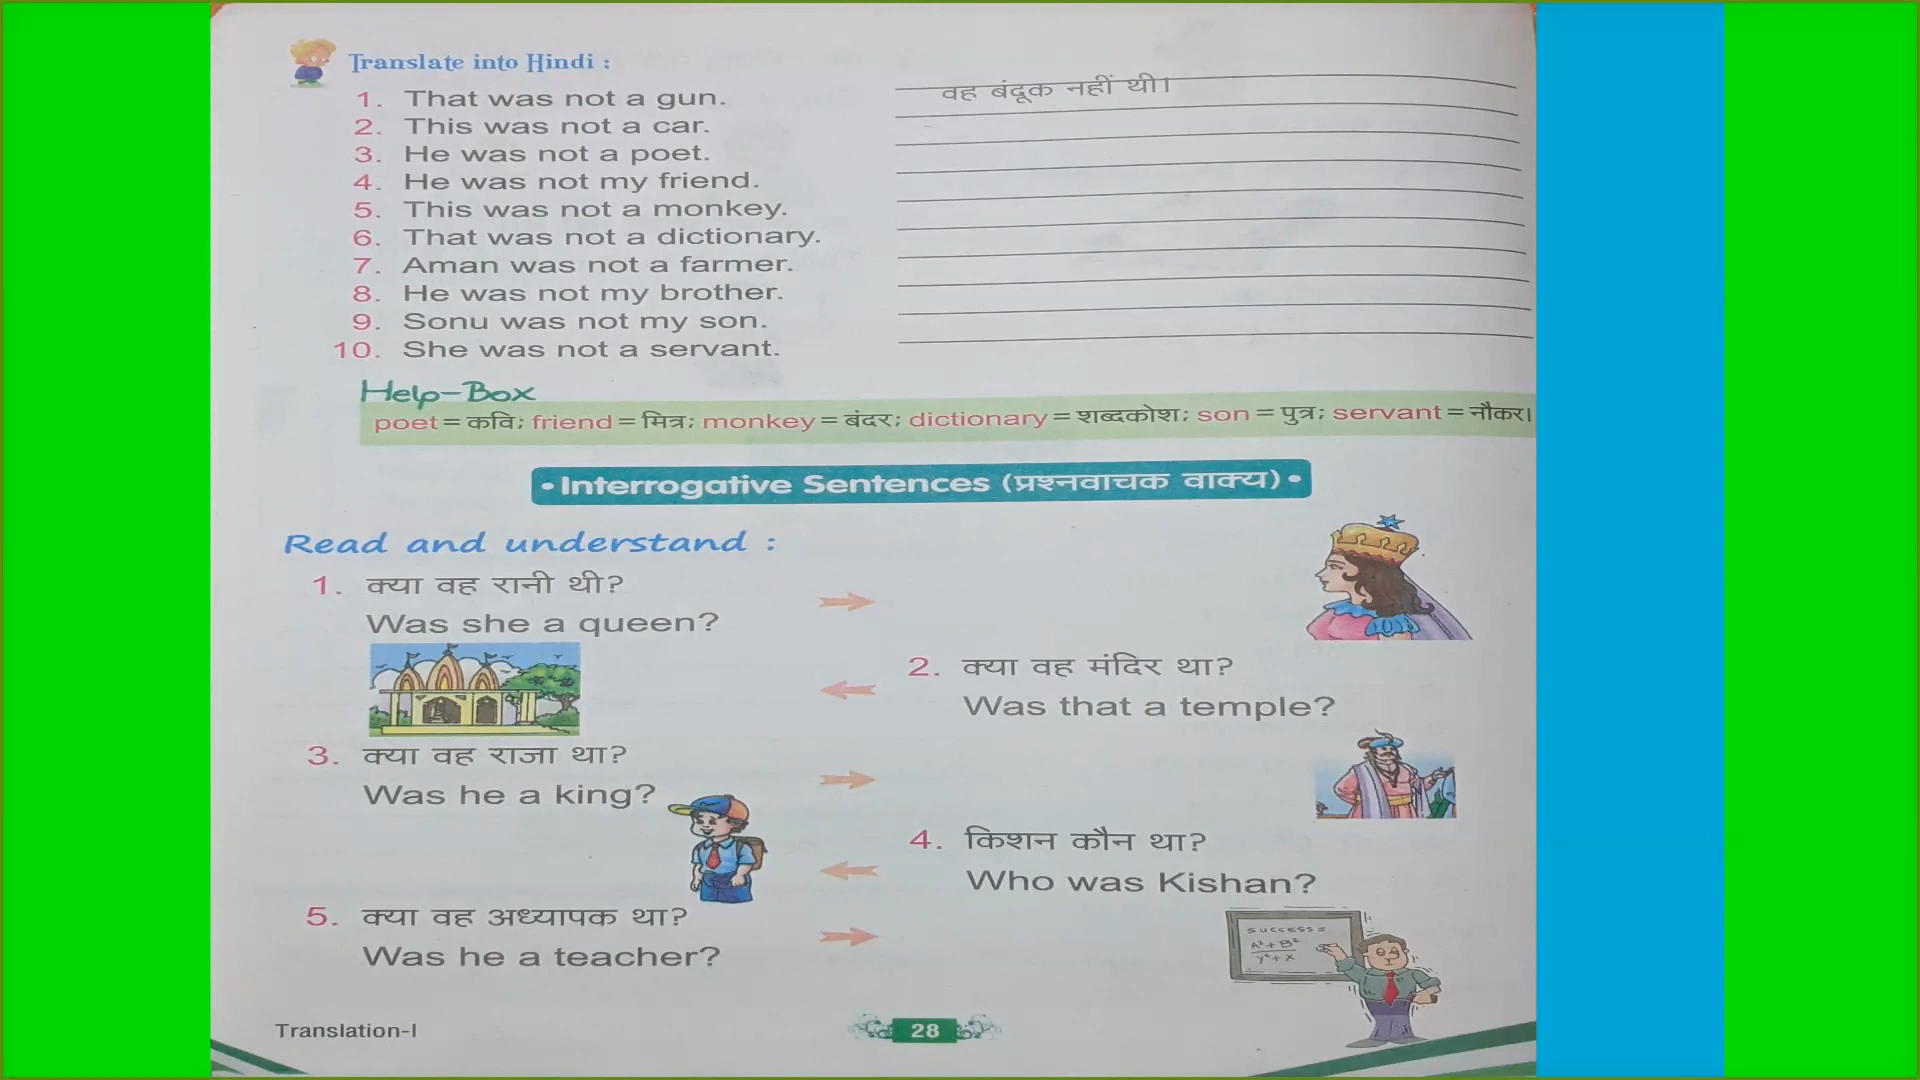 Translate into Hindi :
1. That was not a gun. वह बंदूक नहीं थी।
2. This was not a car.
3. He was not a poet.
4. He was not my friend.
5. This was not a monkey.
6. That was not a dictionary.
7. Aman was not a farmer.
8. He was not my brother.
9. Sonu was not my son.
10. She was not a servant.
Help-Box
poet = कवि; friend = मित्र; monkey = बंदर; dictionary = शब्दकोश; son = पुत्र; servant = नौकर।
• Interrogative Sentences (प्रश्नवाचक वाक्य) •
Read and understand :
1. क्या वह रानी थी?
Was she a queen?
2. क्या वह मंदिर था?
Was that a temple?
3. क्या वह राजा था?
Was he a king?
4. किशन कौन था?
Who was Kishan?
5. क्या वह अध्यापक था?
Was he a teacher?
SUCCESS=
A²+B²
Y²+X
Translation-I
28